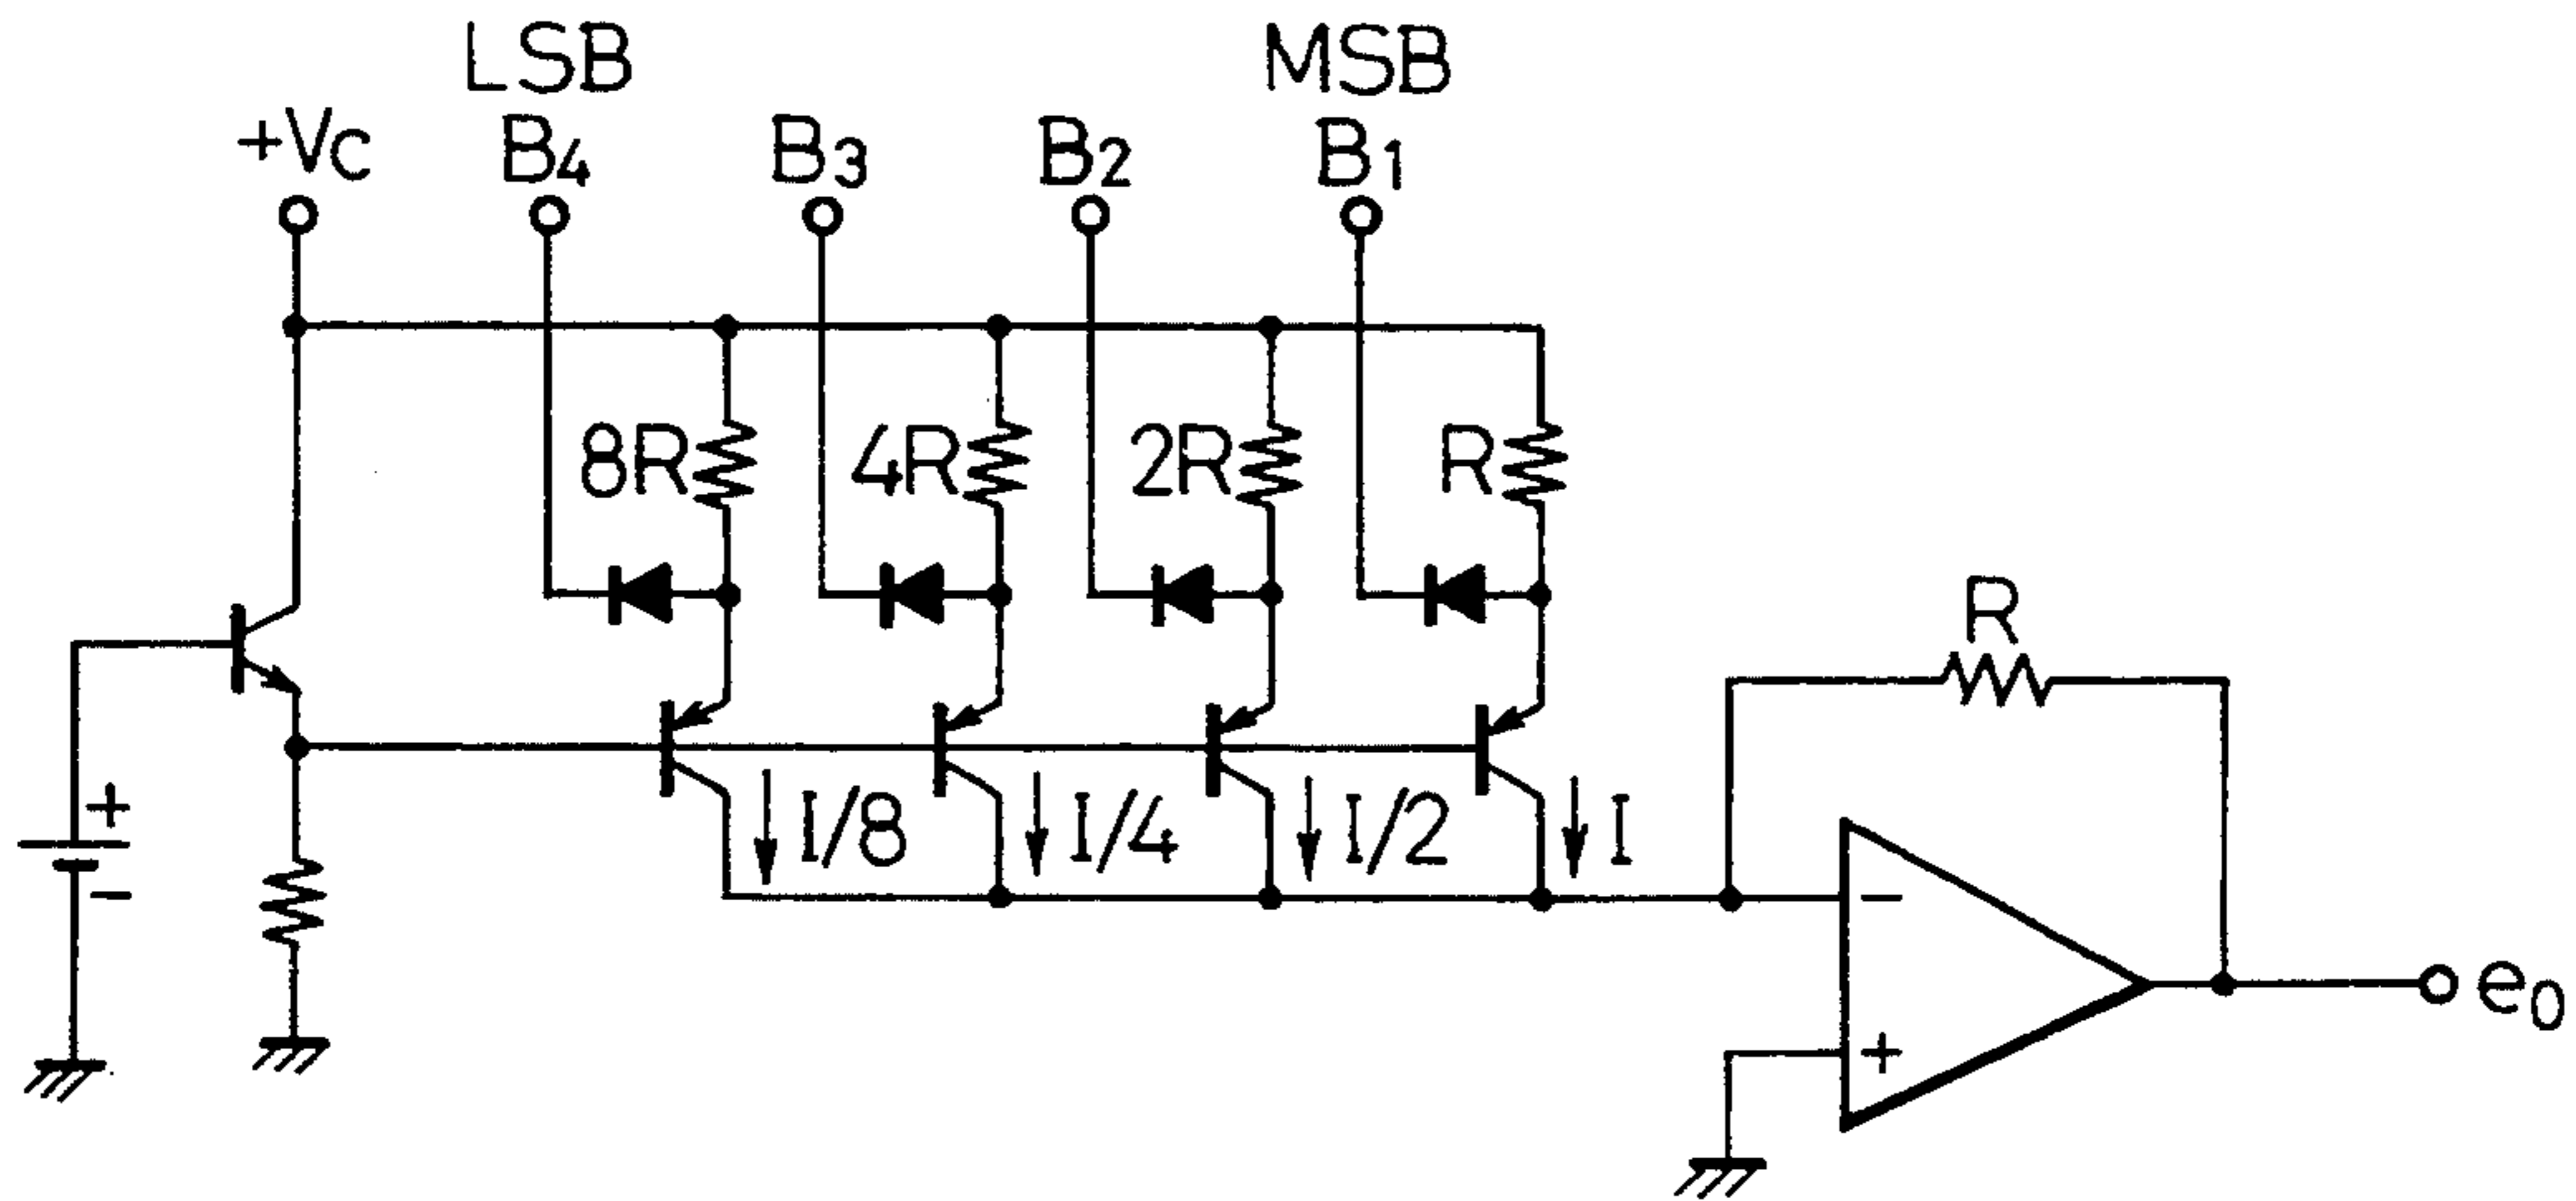 LSB MSB
+VC B4 B3 B2 B1
8R 4R 2R R
R
+
−
I/8 I/4 I/2 I
−
+
e0